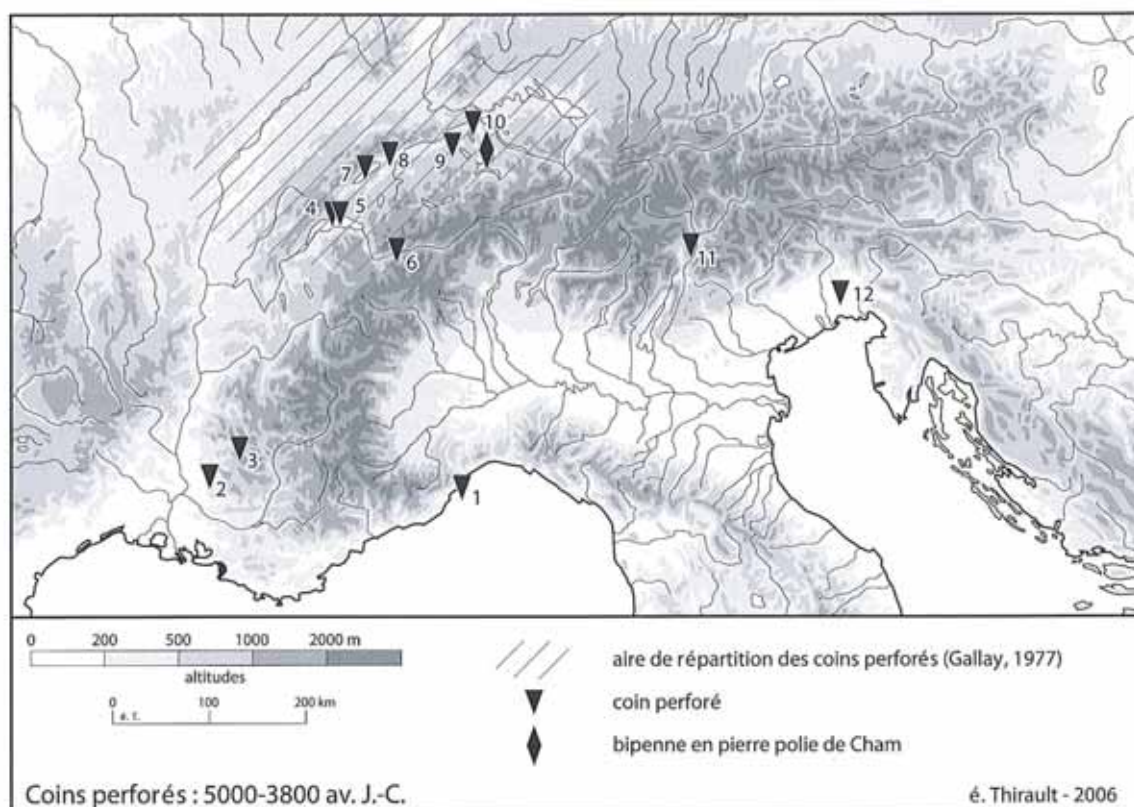 10
9
8
7
4
5
6
11
12
3
2
1
0 200 500 1000 2000 m
altitudes
0 100 200 km
é. t.
aire de répartition des coins perforés (Gallay, 1977)
coin perforé
bipenne en pierre polie de Cham
Coins perforés : 5000-3800 av. J.-C.
é. Thirault - 2006